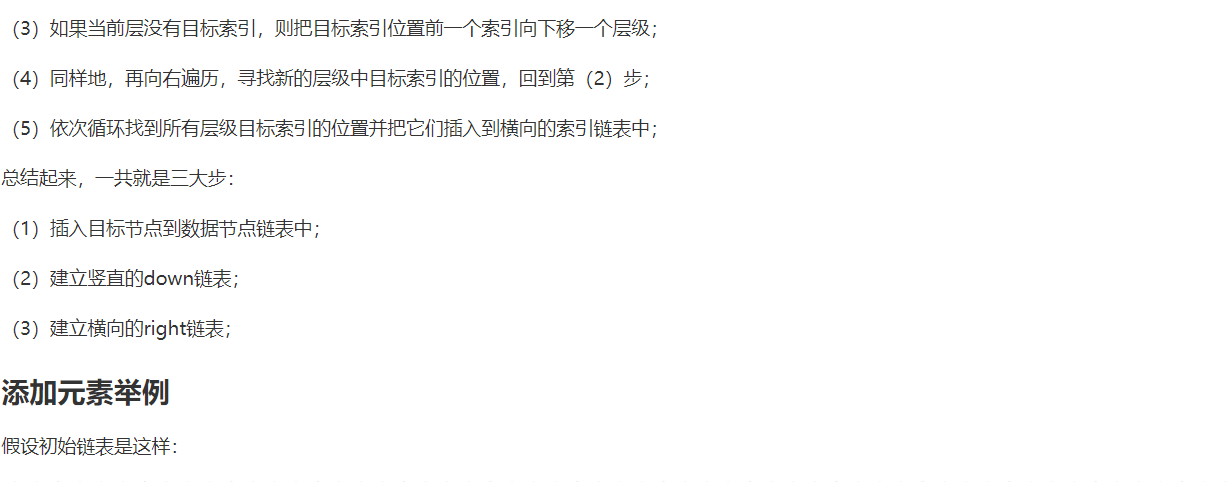 （3）如果当前层没有目标索引，则把目标索引位置前一个索引向下移一个层级；
（4）同样地，再向右遍历，寻找新的层级中目标索引的位置，回到第（2）步；
（5）依次循环找到所有层级目标索引的位置并把它们插入到横向的索引链表中；
总结起来，一共就是三大步：
（1）插入目标节点到数据节点链表中；
（2）建立竖直的down链表；
（3）建立横向的right链表；
添加元素举例
假设初始链表是这样：